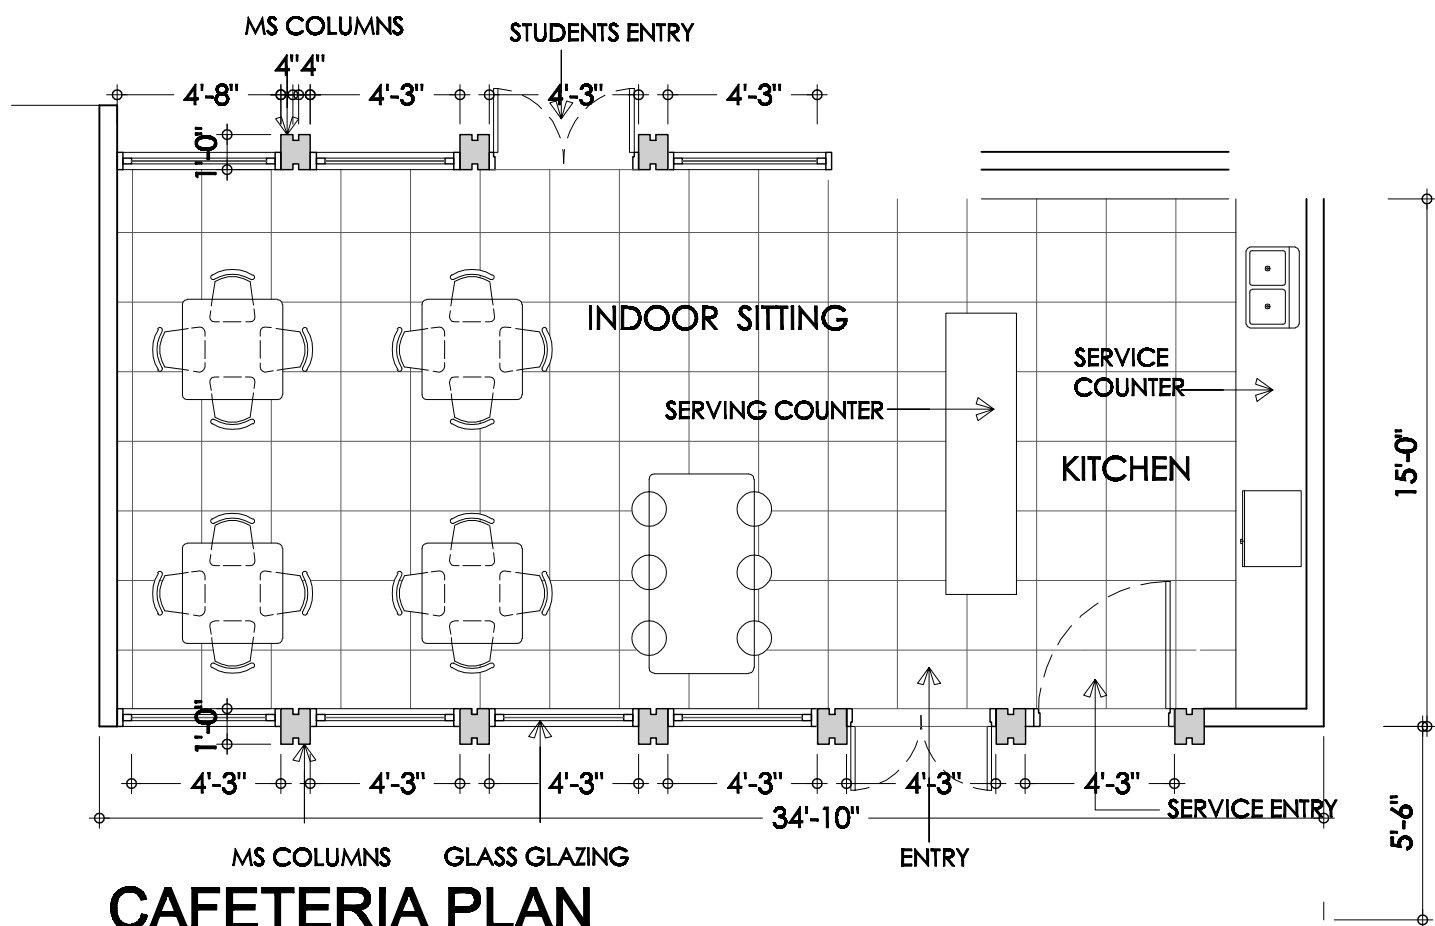 MS COLUMNS
STUDENTS ENTRY
4" 4"
4'-8" 4'-3" 4'-3" 4'-3"
1'-0"
INDOOR SITTING
SERVICE
COUNTER
SERVING COUNTER
KITCHEN
15'-0"
1'-0"
4'-3" 4'-3" 4'-3" 4'-3" 4'-3" 4'-3"
34'-10"
SERVICE ENTRY
5'-6"
MS COLUMNS
GLASS GLAZING
ENTRY
CAFETERIA PLAN